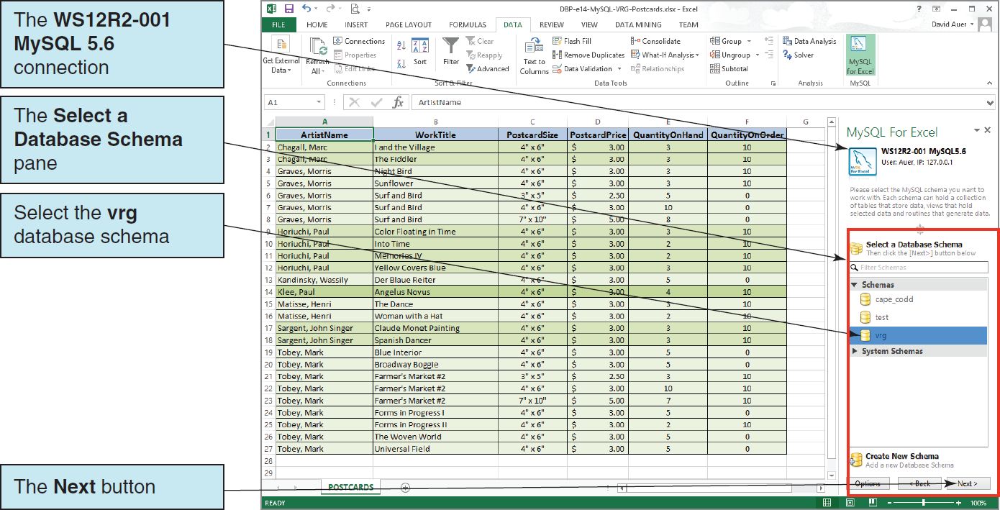 The WS12R2-001
MySQL 5.6
connection
The Select a
Database Schema
pane
Select the vrg
database schema
The Next button
DBP-e14-MySQL-VRG-Postcards.xlsx - Excel
FILE HOME INSERT PAGE LAYOUT FORMULAS DATA REVIEW VIEW DATA MINING TEAM
David Auer
Get External
Data
Refresh
All
Connections
Properties
Edit Links
Connections
Sort
Filter
Clear
Reapply
Advanced
Sort & Filter
Text to
Columns
Flash Fill
Remove Duplicates
Data Validation
Consolidate
What-If Analysis
Relationships
Data Tools
Group
Ungroup
Subtotal
Outline
Data Analysis
Solver
Analysis
MySQL
for Excel
MySQL
A1 fx ArtistName
A B C D E F G
1 ArtistName WorkTitle PostcardSize PostcardPrice QuantityOnHand QuantityOnOrder
2 Chagall, Marc I and the Village 4" x 6" $ 3.00 3 10
3 Chagall, Marc The Fiddler 4" x 6" $ 3.00 3 10
4 Graves, Morris Night Bird 4" x 6" $ 3.00 3 10
5 Graves, Morris Sunflower 4" x 6" $ 3.00 3 10
6 Graves, Morris Surf and Bird 3" x 5" $ 2.50 5 0
7 Graves, Morris Surf and Bird 4" x 6" $ 3.00 10 0
8 Graves, Morris Surf and Bird 7" x 10" $ 5.00 8 0
9 Horiuchi, Paul Color Floating in Time 4" x 6" $ 3.00 3 10
10 Horiuchi, Paul Into Time 4" x 6" $ 3.00 2 10
11 Horiuchi, Paul Memories IV 4" x 6" $ 3.00 2 10
12 Horiuchi, Paul Yellow Covers Blue 4" x 6" $ 3.00 3 10
13 Kandinsky, Wassily Der Blaue Reiter 4" x 6" $ 3.00 5 0
14 Klee, Paul Angelus Novus 4" x 6" $ 3.00 4 10
15 Matisse, Henri The Dance 4" x 6" $ 3.00 3 10
16 Matisse, Henri Woman with a Hat 4" x 6" $ 3.00 2 10
17 Sargent, John Singer Claude Monet Painting 4" x 6" $ 3.00 3 10
18 Sargent, John Singer Spanish Dancer 4" x 6" $ 3.00 3 10
19 Tobey, Mark Blue Interior 4" x 6" $ 3.00 5 0
20 Tobey, Mark Broadway Boggie 4" x 6" $ 3.00 5 0
21 Tobey, Mark Farmer's Market #2 3" x 5" $ 2.50 3 10
22 Tobey, Mark Farmer's Market #2 4" x 6" $ 3.00 10 10
23 Tobey, Mark Farmer's Market #2 7" x 10" $ 5.00 7 10
24 Tobey, Mark Forms in Progress I 4" x 6" $ 3.00 5 0
25 Tobey, Mark Forms in Progress II 4" x 6" $ 3.00 2 10
26 Tobey, Mark The Woven World 4" x 6" $ 3.00 5 0
27 Tobey, Mark Universal Field 4" x 6" $ 3.00 5 0
28
29
POSTCARDS
READY
100%
MySQL For Excel
MySQL
for Excel
WS12R2-001 MySQL5.6
User: Auer, IP: 127.0.0.1
Please select the MySQL schema you want to
work with. Each schema can hold a collection
of tables that store data, views that hold
selected data and routines that generate data.
Select a Database Schema
Then click the [Next>] button below
Filter Schemas
Schemas
cape_codd
test
vrg
System Schemas
Create New Schema
Add a new Database Schema
Options < Back Next >